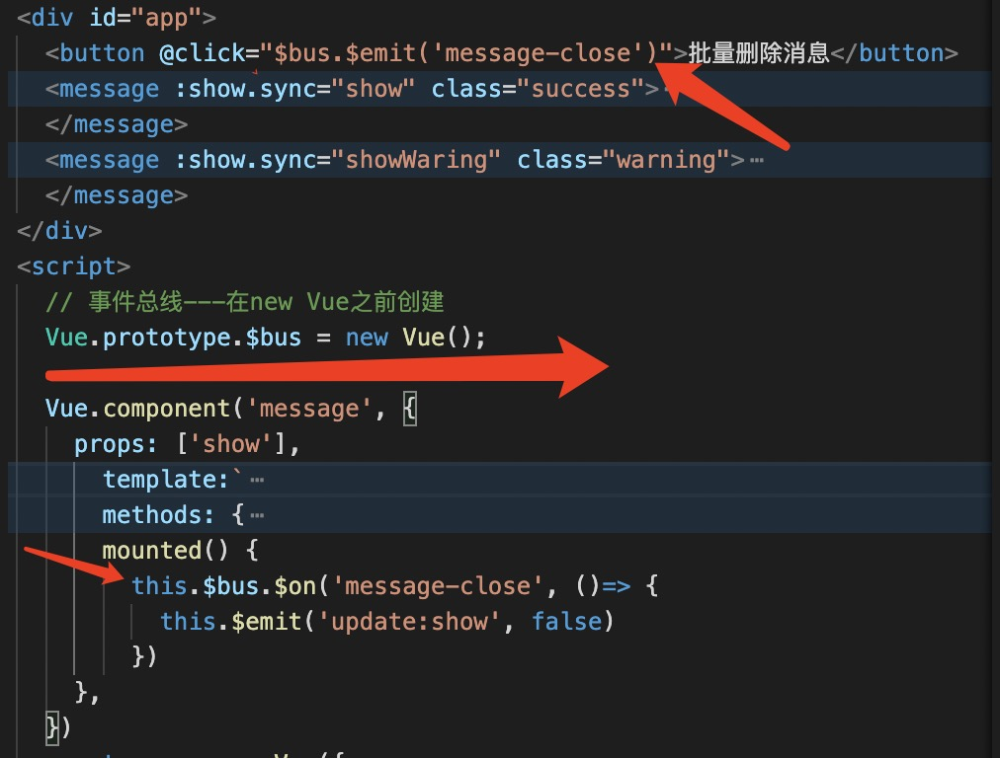 <div id="app">
<button @click="$bus.$emit('message-close')">批量删除消息</button>
<message :show.sync="show" class="success">⋯
</message>
<message :show.sync="showWaring" class="warning">⋯
</message>
</div>
<script>
// 事件总线---在new Vue之前创建
Vue.prototype.$bus = new Vue();
Vue.component('message', {
props: ['show'],
template:`⋯
methods: {⋯
mounted() {
this.$bus.$on('message-close', ()=> {
this.$emit('update:show', false)
})
},
})